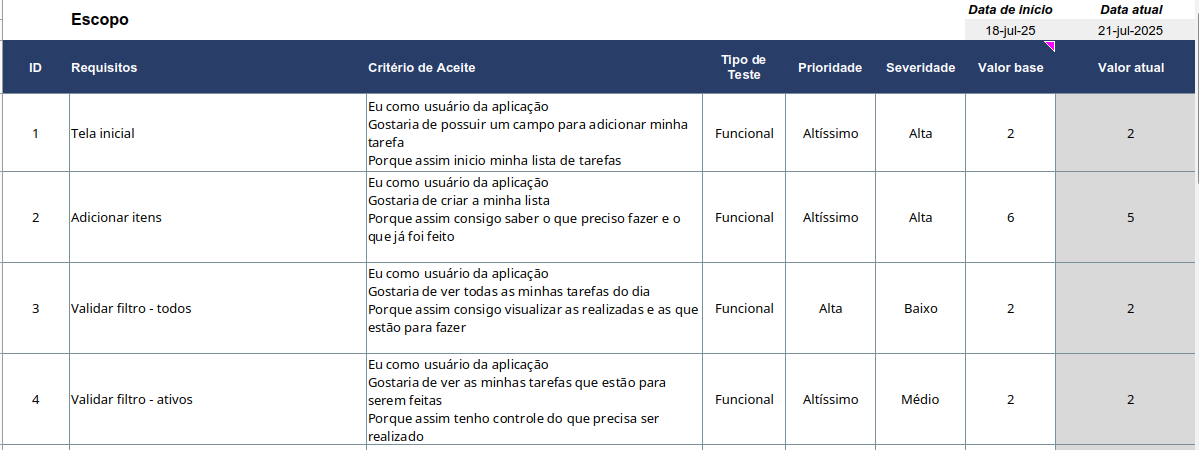 Escopo
Data de início
Data atual
18-jul-25
21-jul-2025
ID
Requisitos
Critério de Aceite
Tipo de
Teste
Prioridade
Severidade
Valor base
Valor atual
1
Tela inicial
Eu como usuário da aplicação
Gostaria de possuir um campo para adicionar minha
tarefa
Porque assim inicio minha lista de tarefas
Funcional
Altíssimo
Alta
2
2
2
Adicionar itens
Eu como usuário da aplicação
Gostaria de criar a minha lista
Porque assim consigo saber o que preciso fazer e o
que já foi feito
Funcional
Altíssimo
Alta
6
5
3
Validar filtro - todos
Eu como usuário da aplicação
Gostaria de ver todas as minhas tarefas do dia
Porque assim consigo visualizar as realizadas e as que
estão para fazer
Funcional
Alta
Baixo
2
2
4
Validar filtro - ativos
Eu como usuário da aplicação
Gostaria de ver as minhas tarefas que estão para
serem feitas
Porque assim tenho controle do que precisa ser
realizado
Funcional
Altíssimo
Médio
2
2